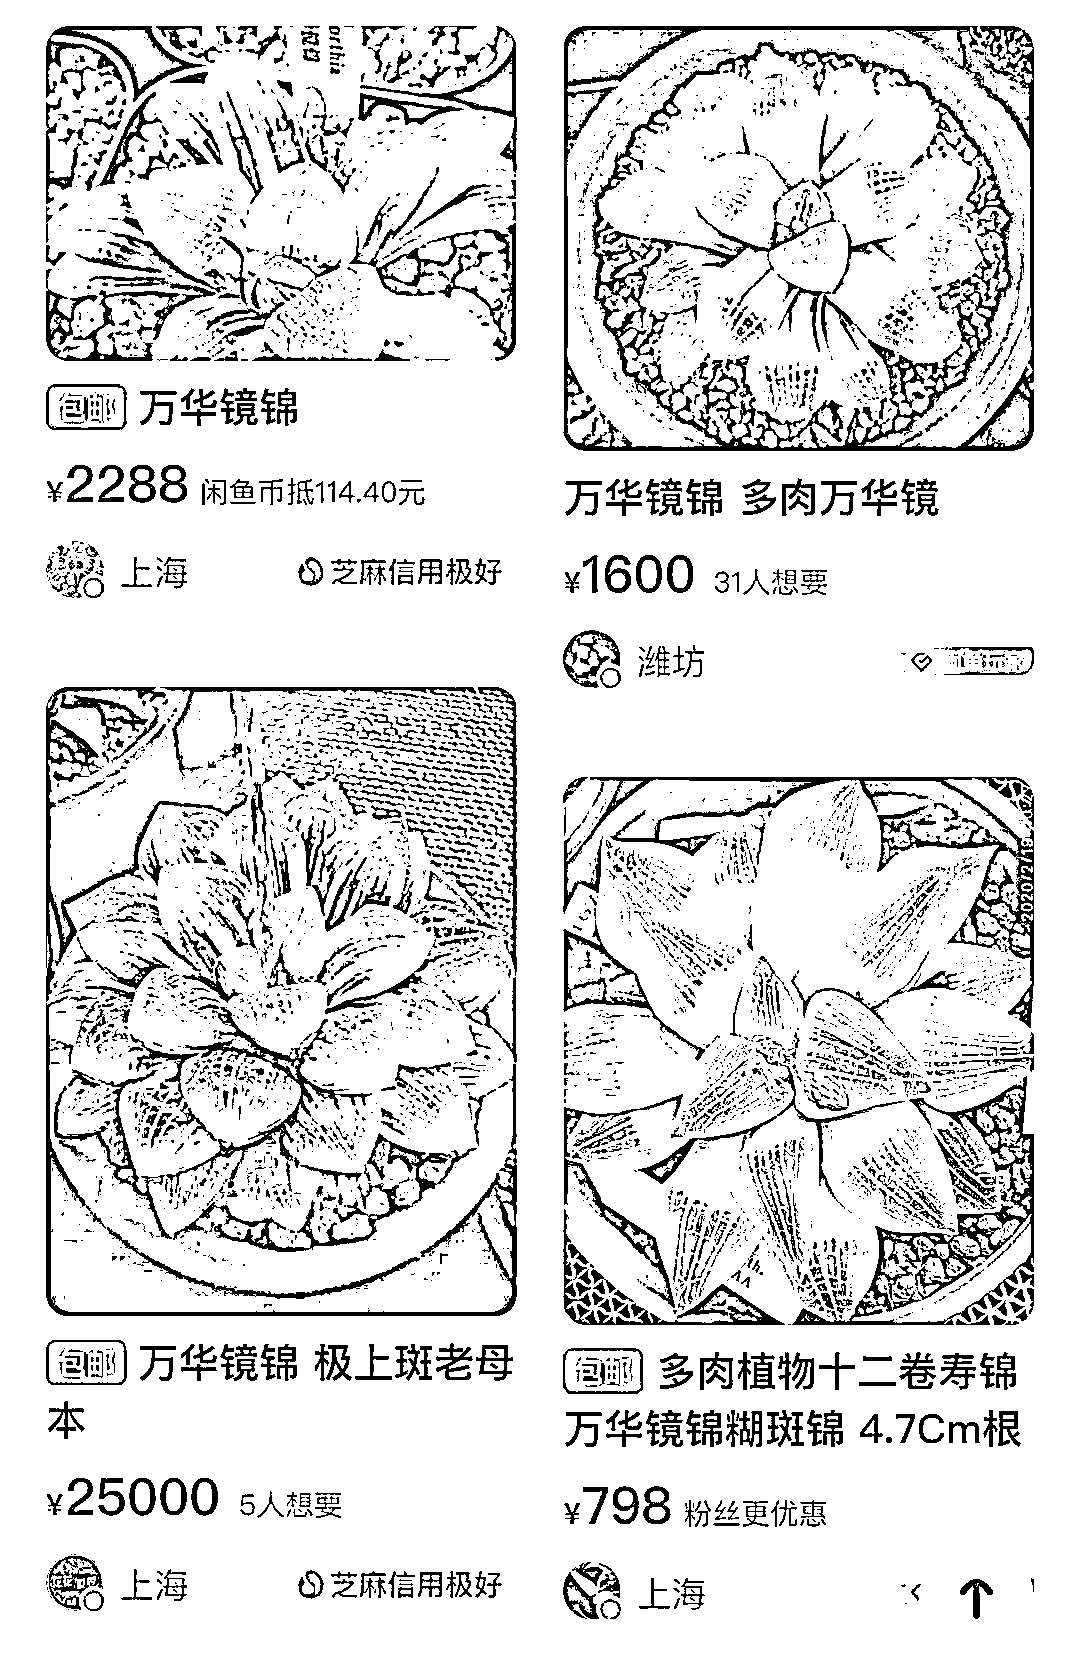 包邮 万华镜锦
¥2288 闲鱼币抵114.40元
上海 芝麻信用极好
万华镜锦 多肉万华镜
¥1600 31人想要
潍坊
包邮 万华镜锦 极上斑老母
本
¥25000 5人想要
上海 芝麻信用极好
2020/7/19
包邮 多肉植物十二卷寿锦
万华镜锦糊斑锦 4.7Cm根
¥798 粉丝更优惠
上海